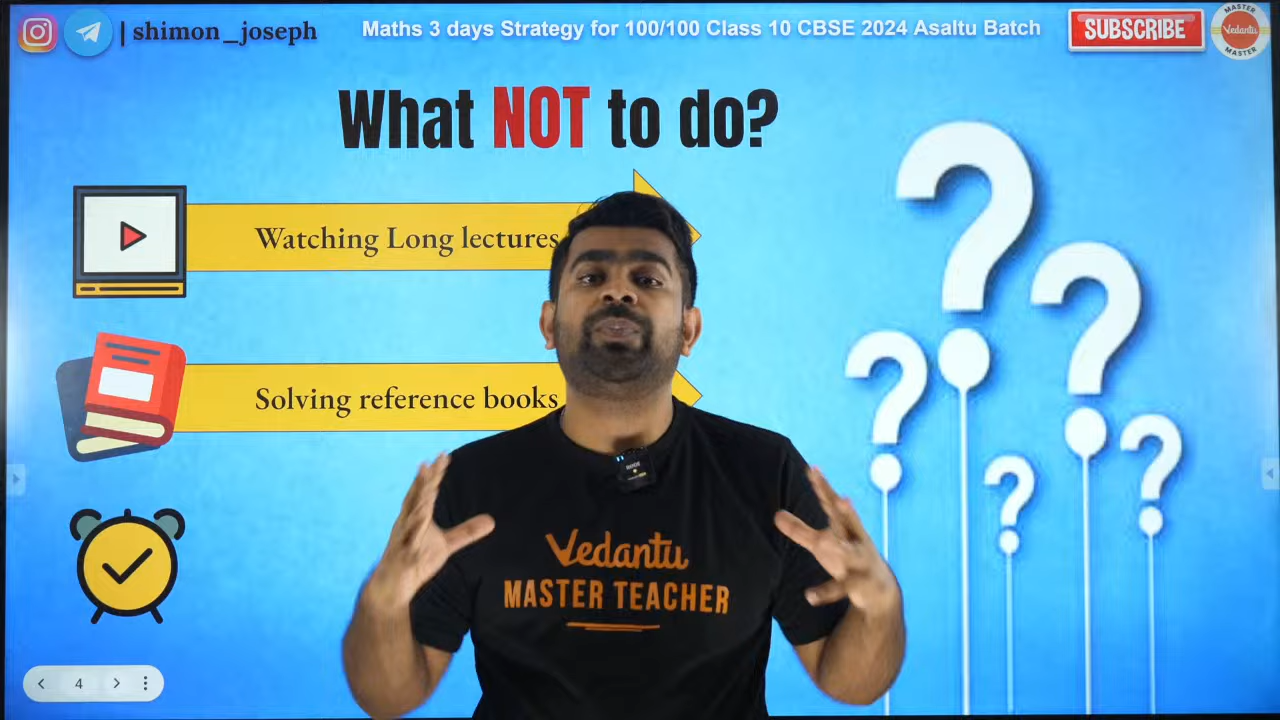 | shimon_joseph
Maths 3 days Strategy for 100/100 Class 10 CBSE 2024 Asaltu Batch
SUBSCRIBE
MASTER
Vedantu
MASTER
What NOT to do?
Watching Long lectures
Solving reference books
Vedantu
MASTER TEACHER
4